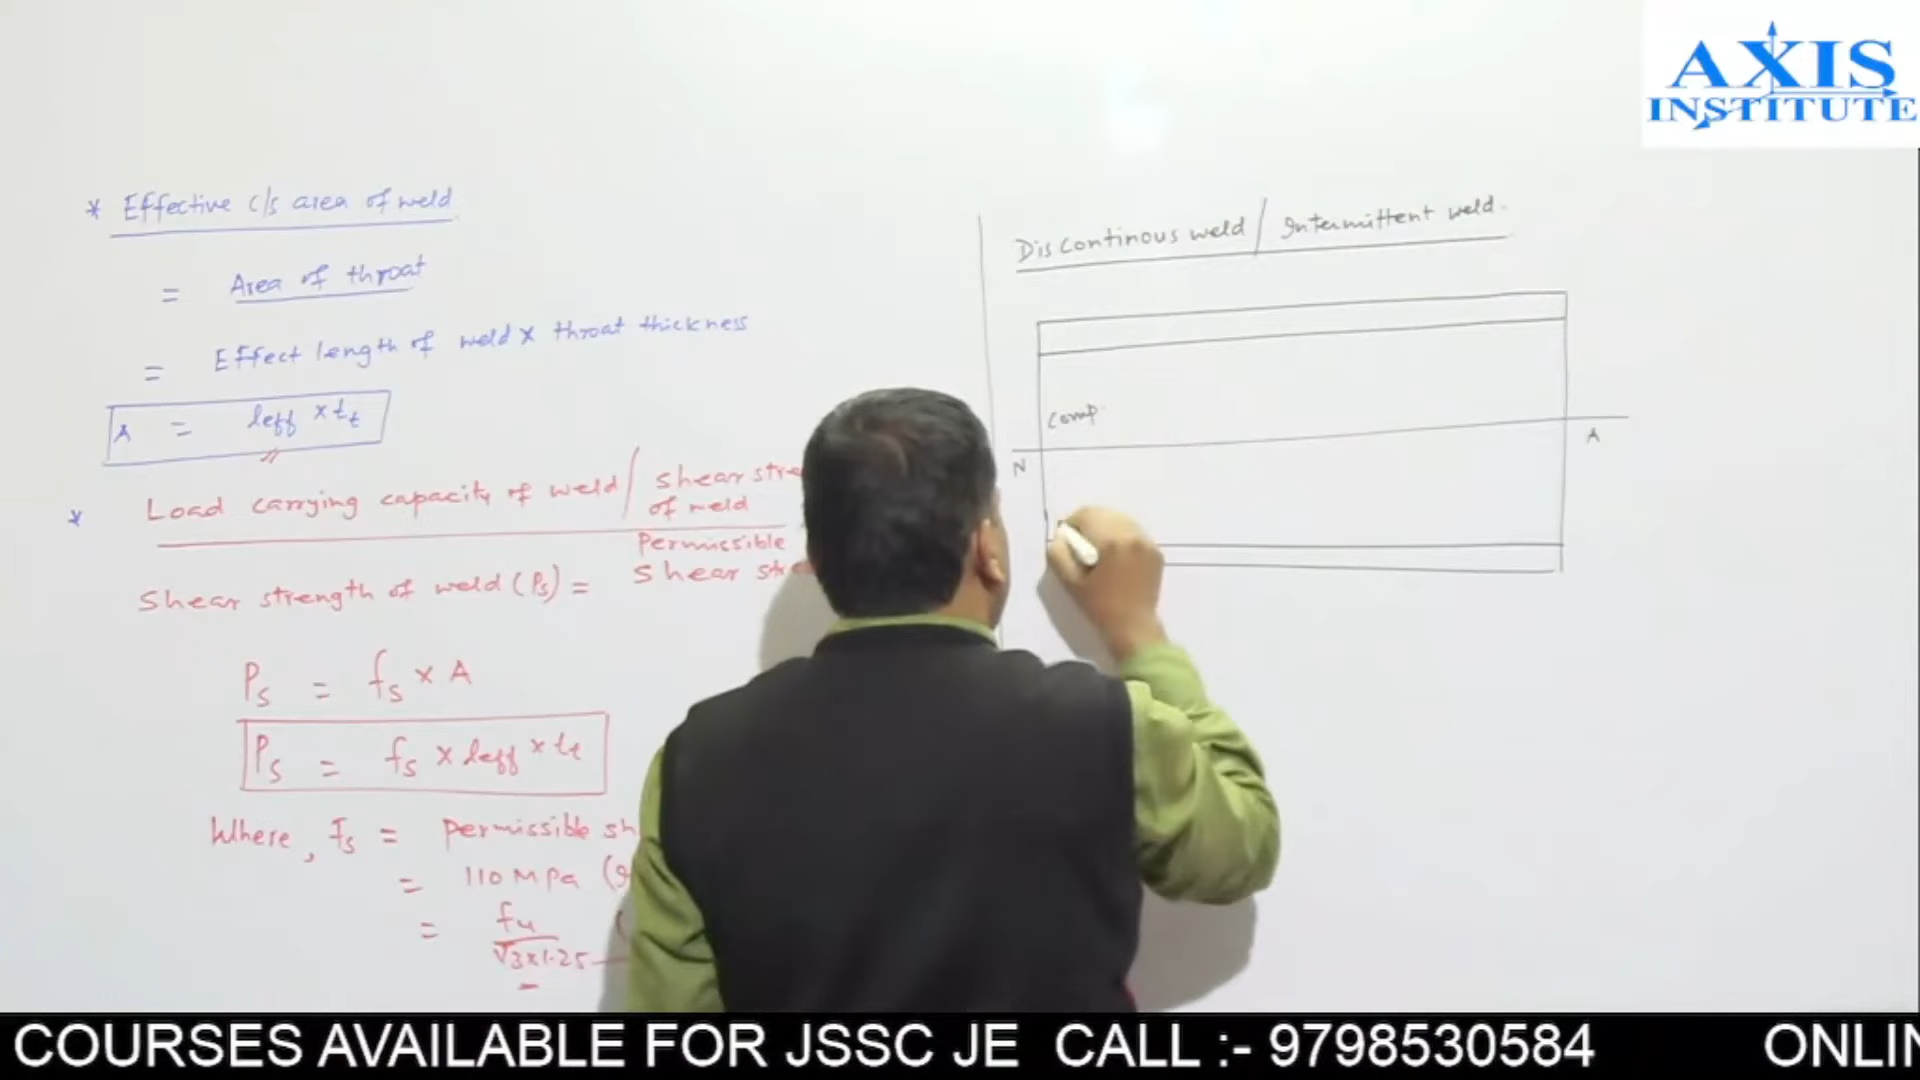 AXIS
INSTITUTE
* Effective c/s area of weld
= Area of throat
= Effect length of weld x throat thickness
A = leff x tt
* Load carrying capacity of weld / shear stre
of weld
Permissible
Shear strength of weld (Ps) = Shear stre
Ps = fs x A
Ps = fs x leff x tt
Where, fs = permissible sh
= 110 MPa (
= fu
√3x1.25
Discontinous weld / Intermittent weld.
Comp.
N
A
COURSES AVAILABLE FOR JSSC JE CALL :- 9798530584 ONLIN